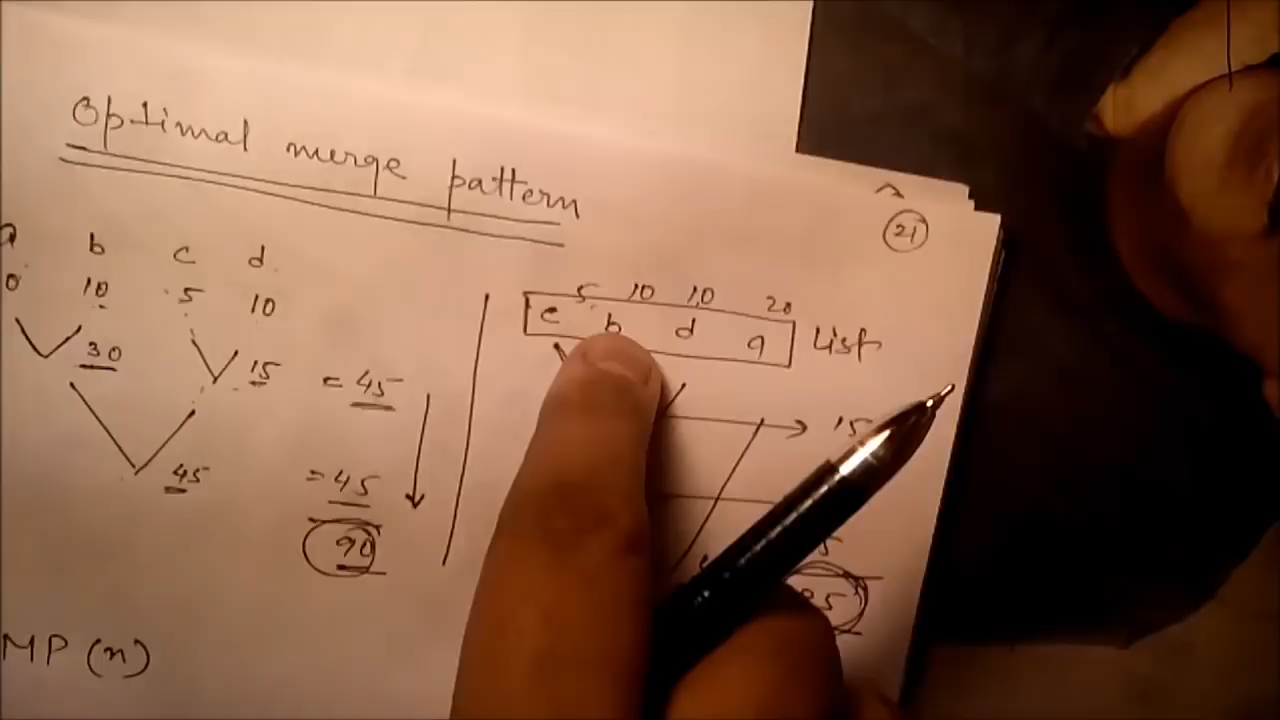 Optimal merge pattern
21
b c d
10 5 10
30 15 = 45
45 = 45
90
5 10 10 20
c b d a List
15
MP (n)